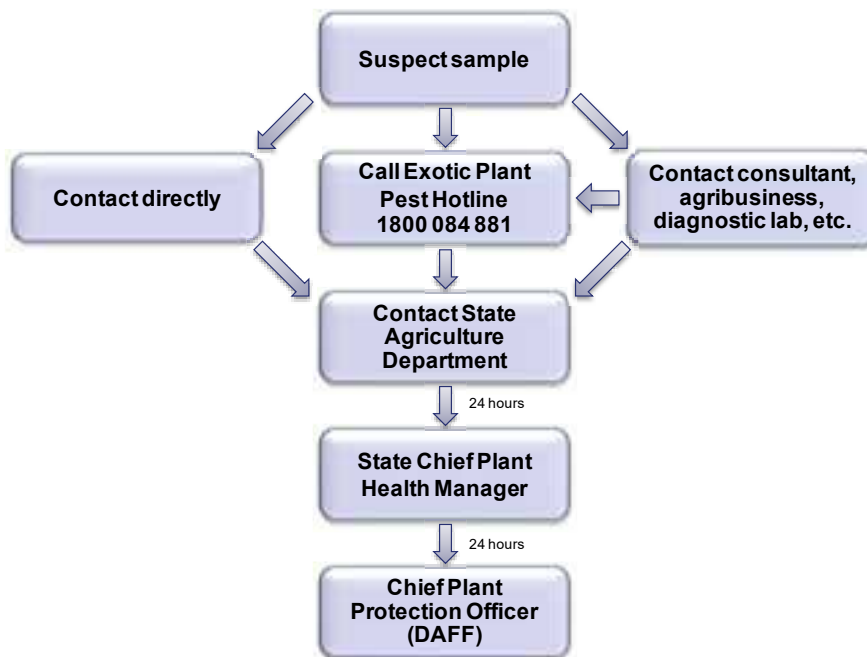 Suspect sample
Contact directly
Call Exotic Plant
Pest Hotline
1800 084 881
Contact consultant,
agribusiness,
diagnostic lab, etc.
Contact State
Agriculture
Department
24 hours
State Chief Plant
Health Manager
24 hours
Chief Plant
Protection Officer
(DAFF)